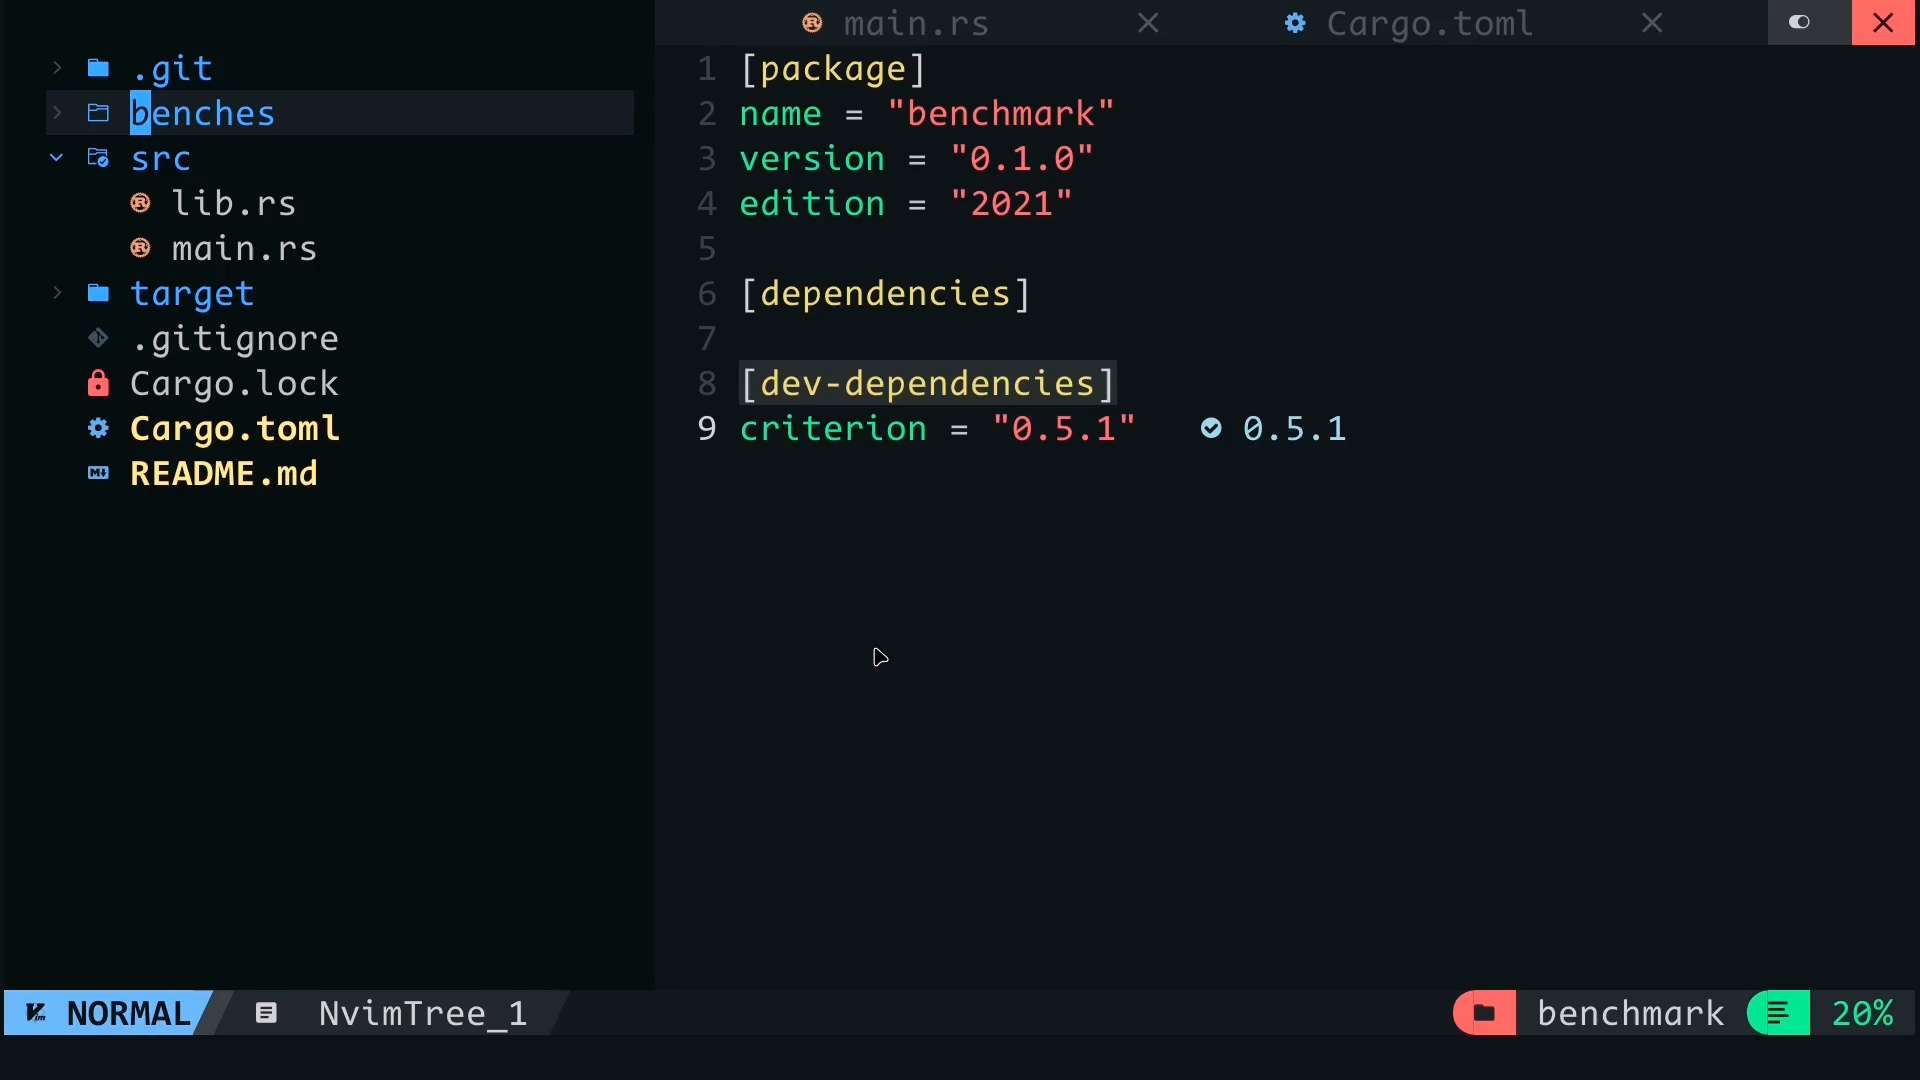 .git
benches
src
lib.rs
main.rs
target
.gitignore
Cargo.lock
Cargo.toml
README.md
main.rs
Cargo.toml
1 [package]
2 name = "benchmark"
3 version = "0.1.0"
4 edition = "2021"
5
6 [dependencies]
7
8 [dev-dependencies]
9 criterion = "0.5.1" 0.5.1
NORMAL NvimTree_1 benchmark 20%